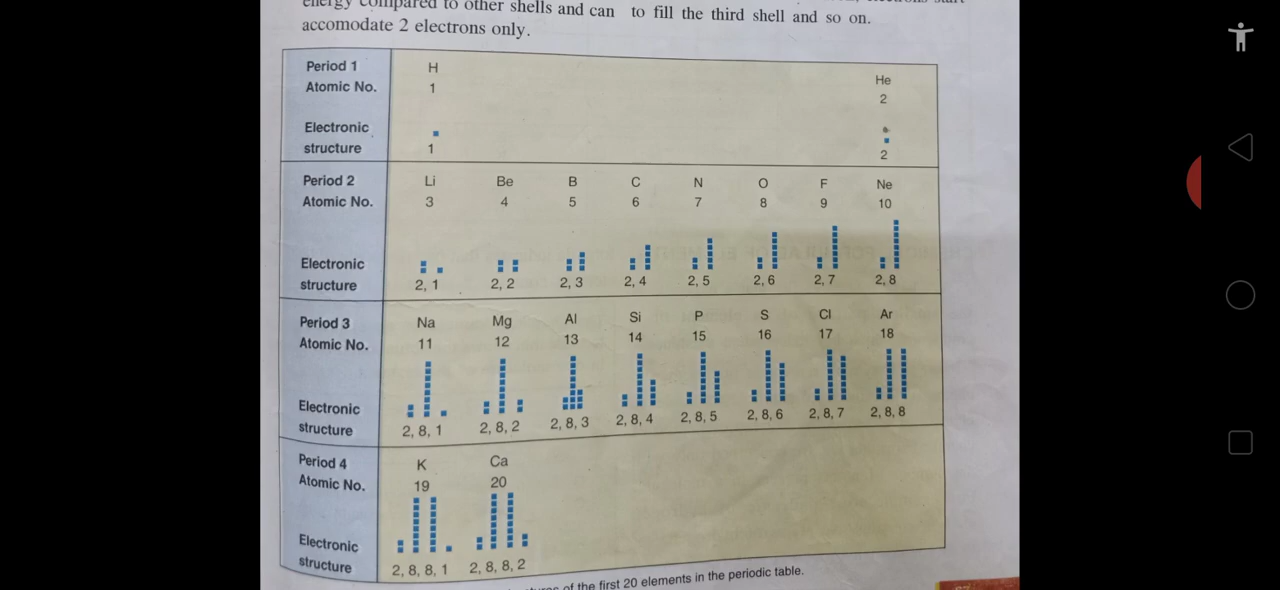 energy compared to other shells and can to fill the third shell and so on.
accomodate 2 electrons only.
Period 1 H He
Atomic No. 1 2
Electronic
structure 1 2
Period 2 Li Be B C N O F Ne
Atomic No. 3 4 5 6 7 8 9 10
Electronic
structure 2, 1 2, 2 2, 3 2, 4 2, 5 2, 6 2, 7 2, 8
Period 3 Na Mg Al Si P S Cl Ar
Atomic No. 11 12 13 14 15 16 17 18
Electronic
structure 2, 8, 1 2, 8, 2 2, 8, 3 2, 8, 4 2, 8, 5 2, 8, 6 2, 8, 7 2, 8, 8
Period 4 K Ca
Atomic No. 19 20
Electronic
structure 2, 8, 8, 1 2, 8, 8, 2
of the first 20 elements in the periodic table.